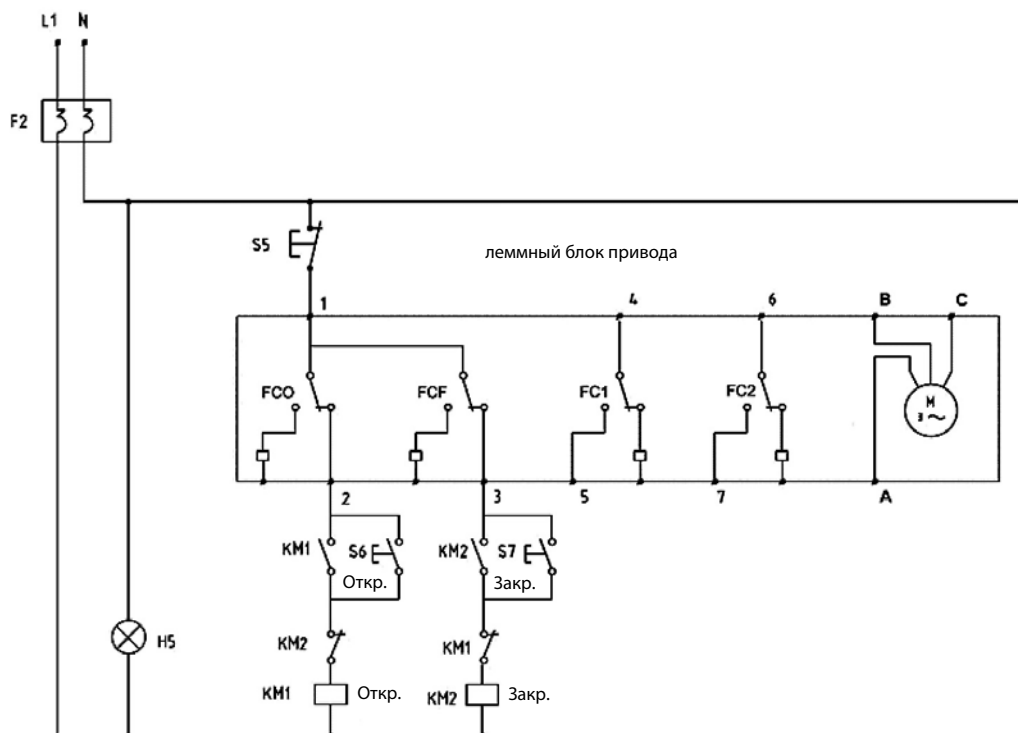 L1 N
F2
S5
леммный блок привода
1 4 6 B C
FCO FCF FC1 FC2 M
3 ~
2 3 5 7 A
KM1 S6 KM2 S7
Откр. Закр.
H5 KM2 KM1
KM1 Откр. KM2 Закр.